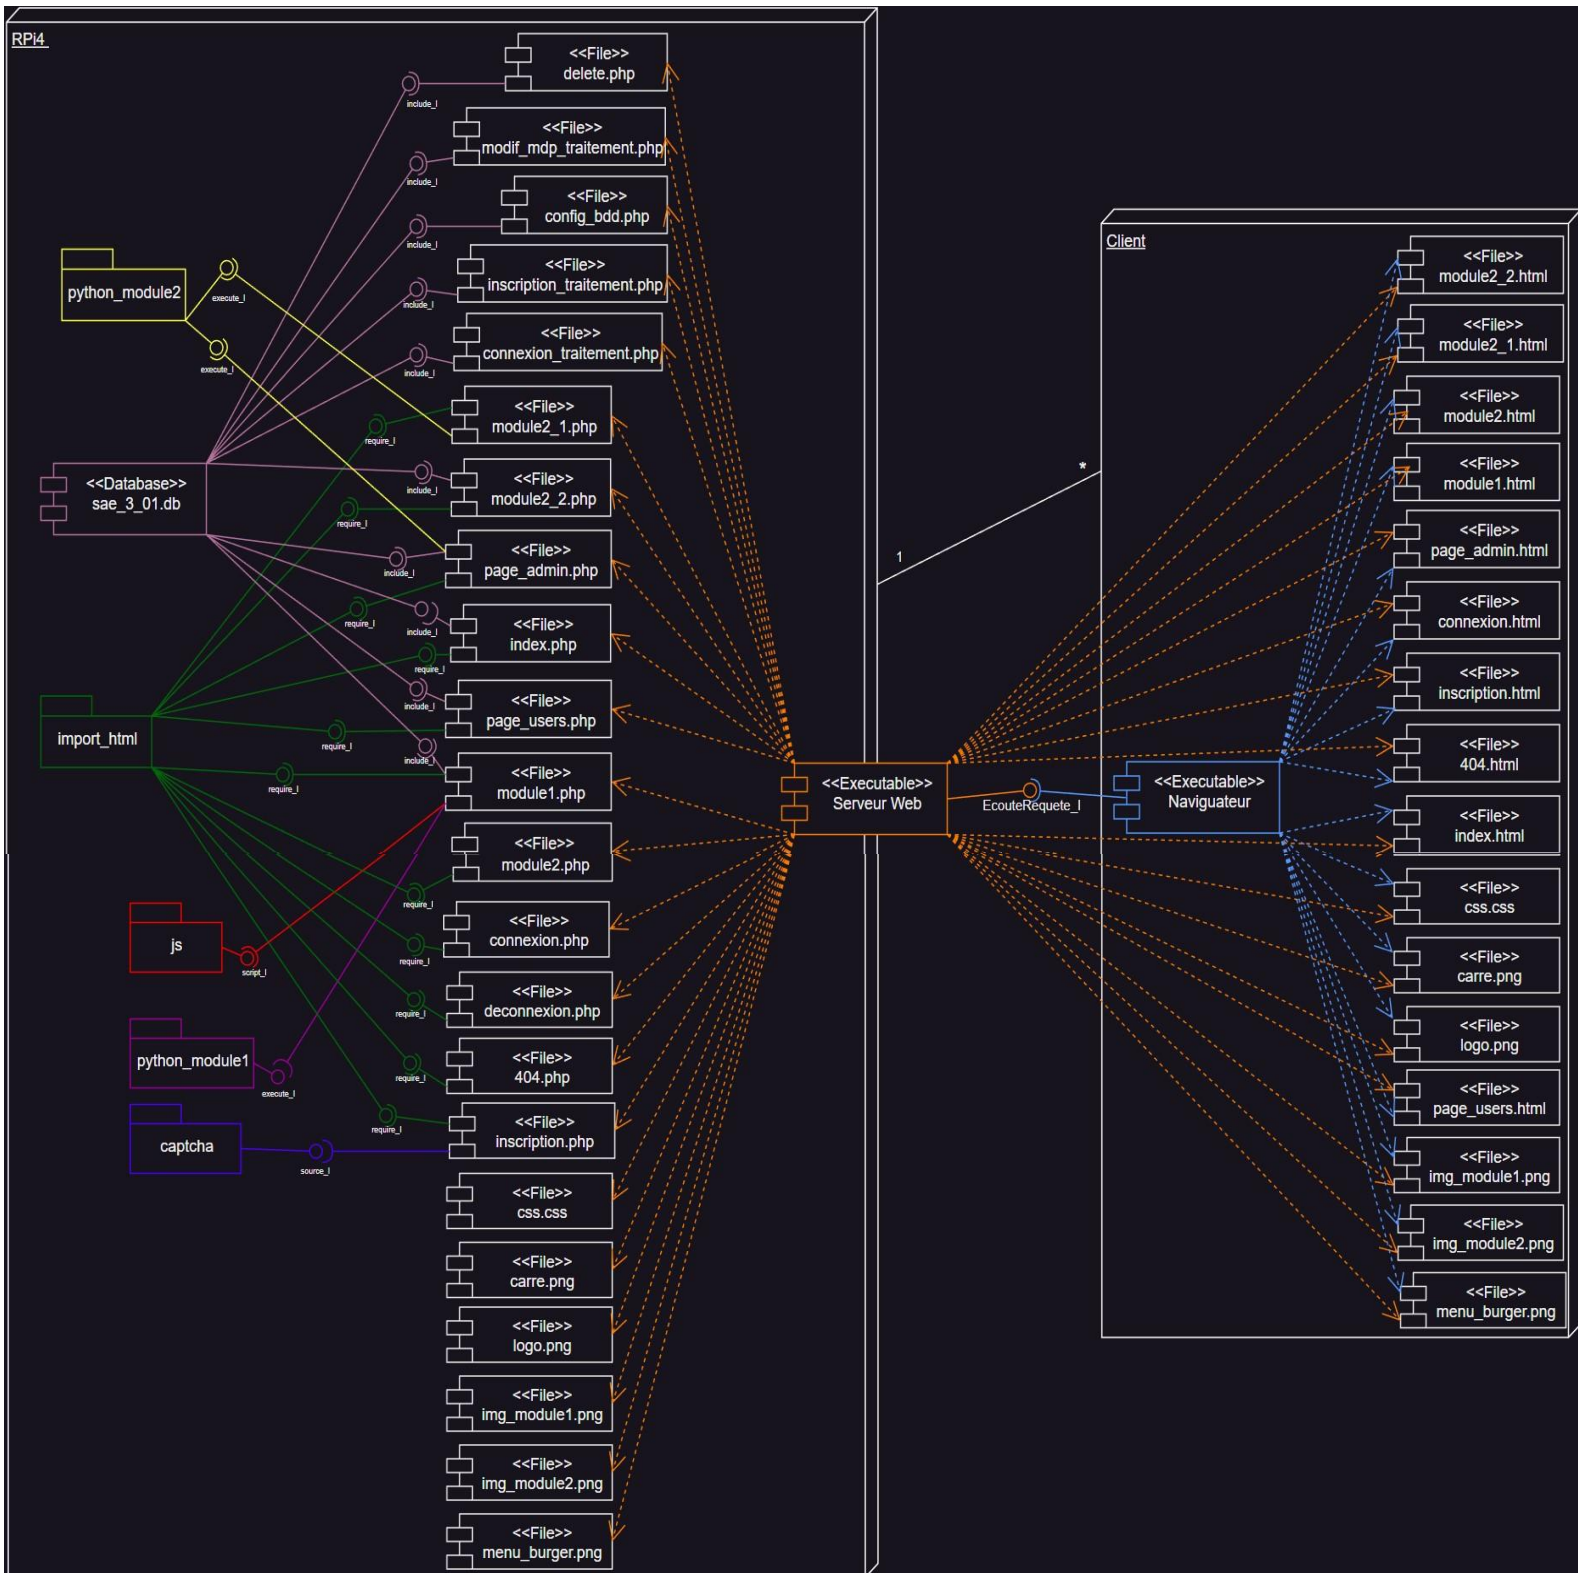 RPi4
<<File>>
delete.php
include_I
<<File>>
modif_mdp_traitement.php
include_I
<<File>>
config_bdd.php
include_I
<<File>>
inscription_traitement.php
include_I
<<File>>
connexion_traitement.php
include_I
python_module2
execute_I
execute_I
<<File>>
module2_1.php
require_I
<<Database>>
sae_3_01.db
<<File>>
module2_2.php
include_I
require_I
<<File>>
page_admin.php
include_I
require_I
<<File>>
index.php
include_I
require_I
<<File>>
page_users.php
include_I
require_I
import_html
<<File>>
module1.php
include_I
require_I
<<File>>
module2.php
require_I
js
script_I
<<File>>
connexion.php
require_I
<<File>>
deconnexion.php
require_I
python_module1
execute_I
<<File>>
404.php
require_I
captcha
source_I
<<File>>
inscription.php
require_I
<<File>>
css.css
<<File>>
carre.png
<<File>>
logo.png
<<File>>
img_module1.png
<<File>>
img_module2.png
<<File>>
menu_burger.png
<<Executable>>
Serveur Web
EcouteRequete_I
1
*
Client
<<Executable>>
Naviguateur
<<File>>
module2_2.html
<<File>>
module2_1.html
<<File>>
module2.html
<<File>>
module1.html
<<File>>
page_admin.html
<<File>>
connexion.html
<<File>>
inscription.html
<<File>>
404.html
<<File>>
index.html
<<File>>
css.css
<<File>>
carre.png
<<File>>
logo.png
<<File>>
page_users.html
<<File>>
img_module1.png
<<File>>
img_module2.png
<<File>>
menu_burger.png